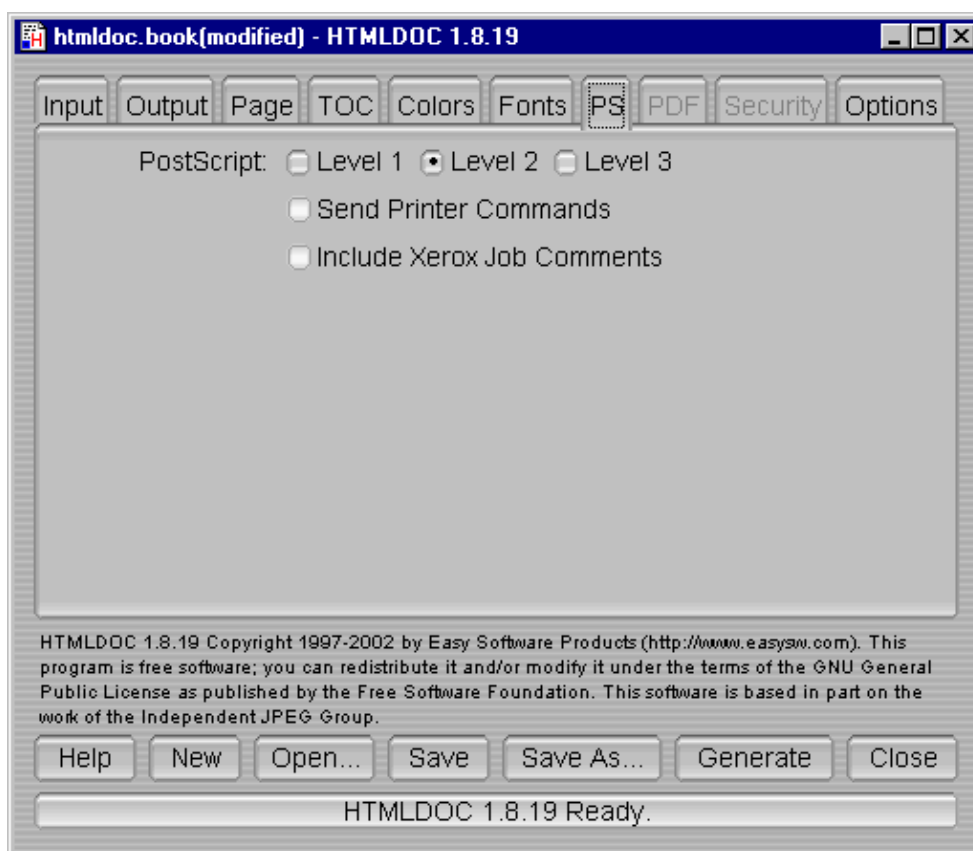 htmldoc.book(modified) - HTMLDOC 1.8.19
Input Output Page TOC Colors Fonts PS PDF Security Options
PostScript: Level 1 Level 2 Level 3
Send Printer Commands
Include Xerox Job Comments
HTMLDOC 1.8.19 Copyright 1997-2002 by Easy Software Products (http://www.easysw.com). This
program is free software; you can redistribute it and/or modify it under the terms of the GNU General
Public License as published by the Free Software Foundation. This software is based in part on the
work of the Independent JPEG Group.
Help New Open... Save Save As... Generate Close
HTMLDOC 1.8.19 Ready.